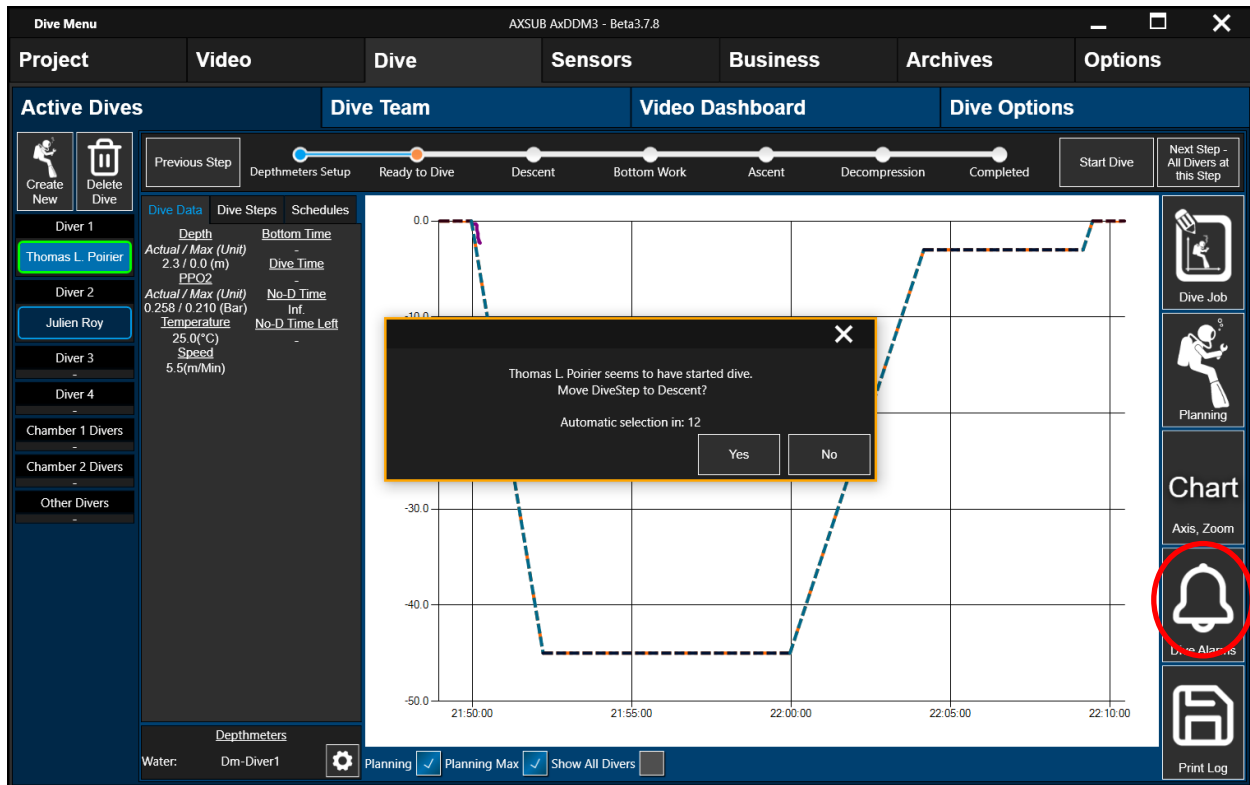 Dive Menu
AXSUB AxDDM3 - Beta3.7.8
Project
Video
Dive
Sensors
Business
Archives
Options
Active Dives
Dive Team
Video Dashboard
Dive Options
Create
New
Delete
Dive
Previous Step
Depthmeters Setup
Ready to Dive
Descent
Bottom Work
Ascent
Decompression
Completed
Start Dive
Next Step -
All Divers at
this Step
Diver 1
Thomas L. Poirier
Diver 2
Julien Roy
Diver 3
-
Diver 4
-
Chamber 1 Divers
-
Chamber 2 Divers
-
Other Divers
-
Dive Data
Dive Steps
Schedules
Depth
Actual / Max (Unit)
2.3 / 0.0 (m)
PPO2
Actual / Max (Unit)
0.258 / 0.210 (Bar)
Temperature
25.0(°C)
Speed
5.5(m/Min)
Bottom Time
-
Dive Time
-
No-D Time
Inf.
No-D Time Left
-
Depthmeters
Water: Dm-Diver1
0.0
-10.0
-30.0
-40.0
-50.0
21:50:00
21:55:00
22:00:00
22:05:00
22:10:00
Thomas L. Poirier seems to have started dive.
Move DiveStep to Descent?
Automatic selection in: 12
Yes
No
Planning
Planning Max
Show All Divers
Dive Job
Planning
Chart
Axis, Zoom
Dive Alarms
Print Log